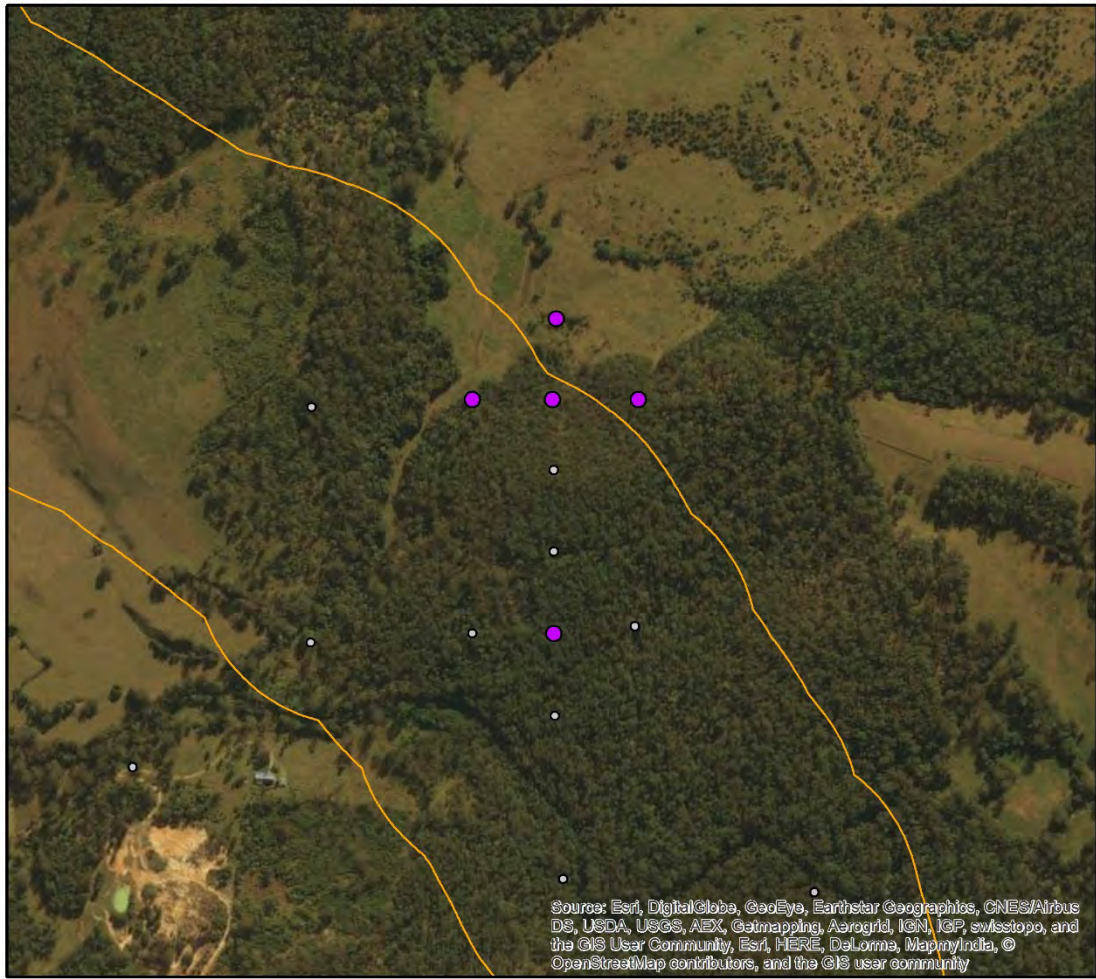 Source: Esri, DigitalGlobe, GeoEye, Earthstar Geographics, CNES/Airbus
DS, USDA, USGS, AEX, Getmapping, Aerogrid, IGN, IGP, swisstopo, and
the GIS User Community, Esri, HERE, DeLorme, MapmyIndia, ©
OpenStreetMap contributors, and the GIS user community